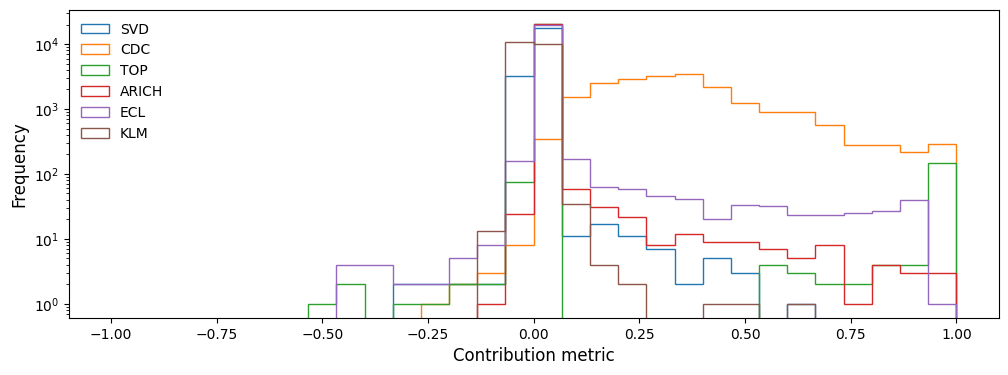 SVD
CDC
TOP
ARICH
ECL
KLM
Frequency
10⁴
10³
10²
10¹
10⁰
−1.00 −0.75 −0.50 −0.25 0.00 0.25 0.50 0.75 1.00
Contribution metric